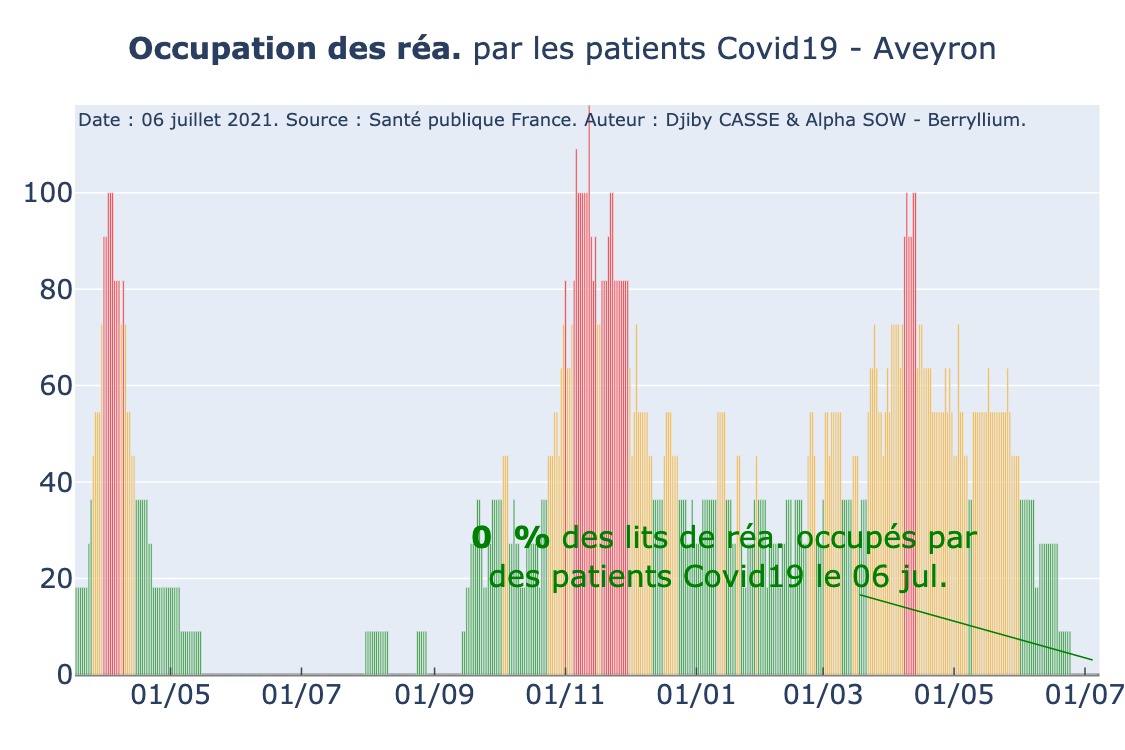 Occupation des réa. par les patients Covid19 - Aveyron
Date : 06 juillet 2021. Source : Santé publique France. Auteur : Djiby CASSE & Alpha SOW - Berryllium.
100
80
60
40
20
0
0 % des lits de réa. occupés par
des patients Covid19 le 06 jul.
01/05 01/07 01/09 01/11 01/01 01/03 01/05 01/07